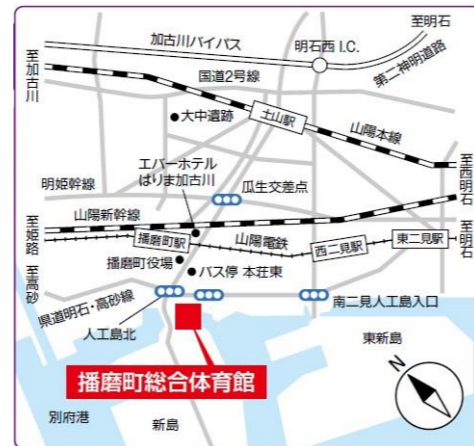 至明石
加古川バイパス
明石西 I.C.
第二神明道路
至加古川
国道2号線
土山駅
山陽本線
大中遺跡
エバーホテル
はりま加古川
至西明石
明姫幹線
瓜生交差点
山陽新幹線
至姫路
播磨町駅
山陽電鉄
西二見駅
東二見駅
至明石
播磨町役場
バス停 本荘東
至高砂
県道明石・高砂線
人工島北
南二見人工島入口
東新島
播磨町総合体育館
N
別府港
新島